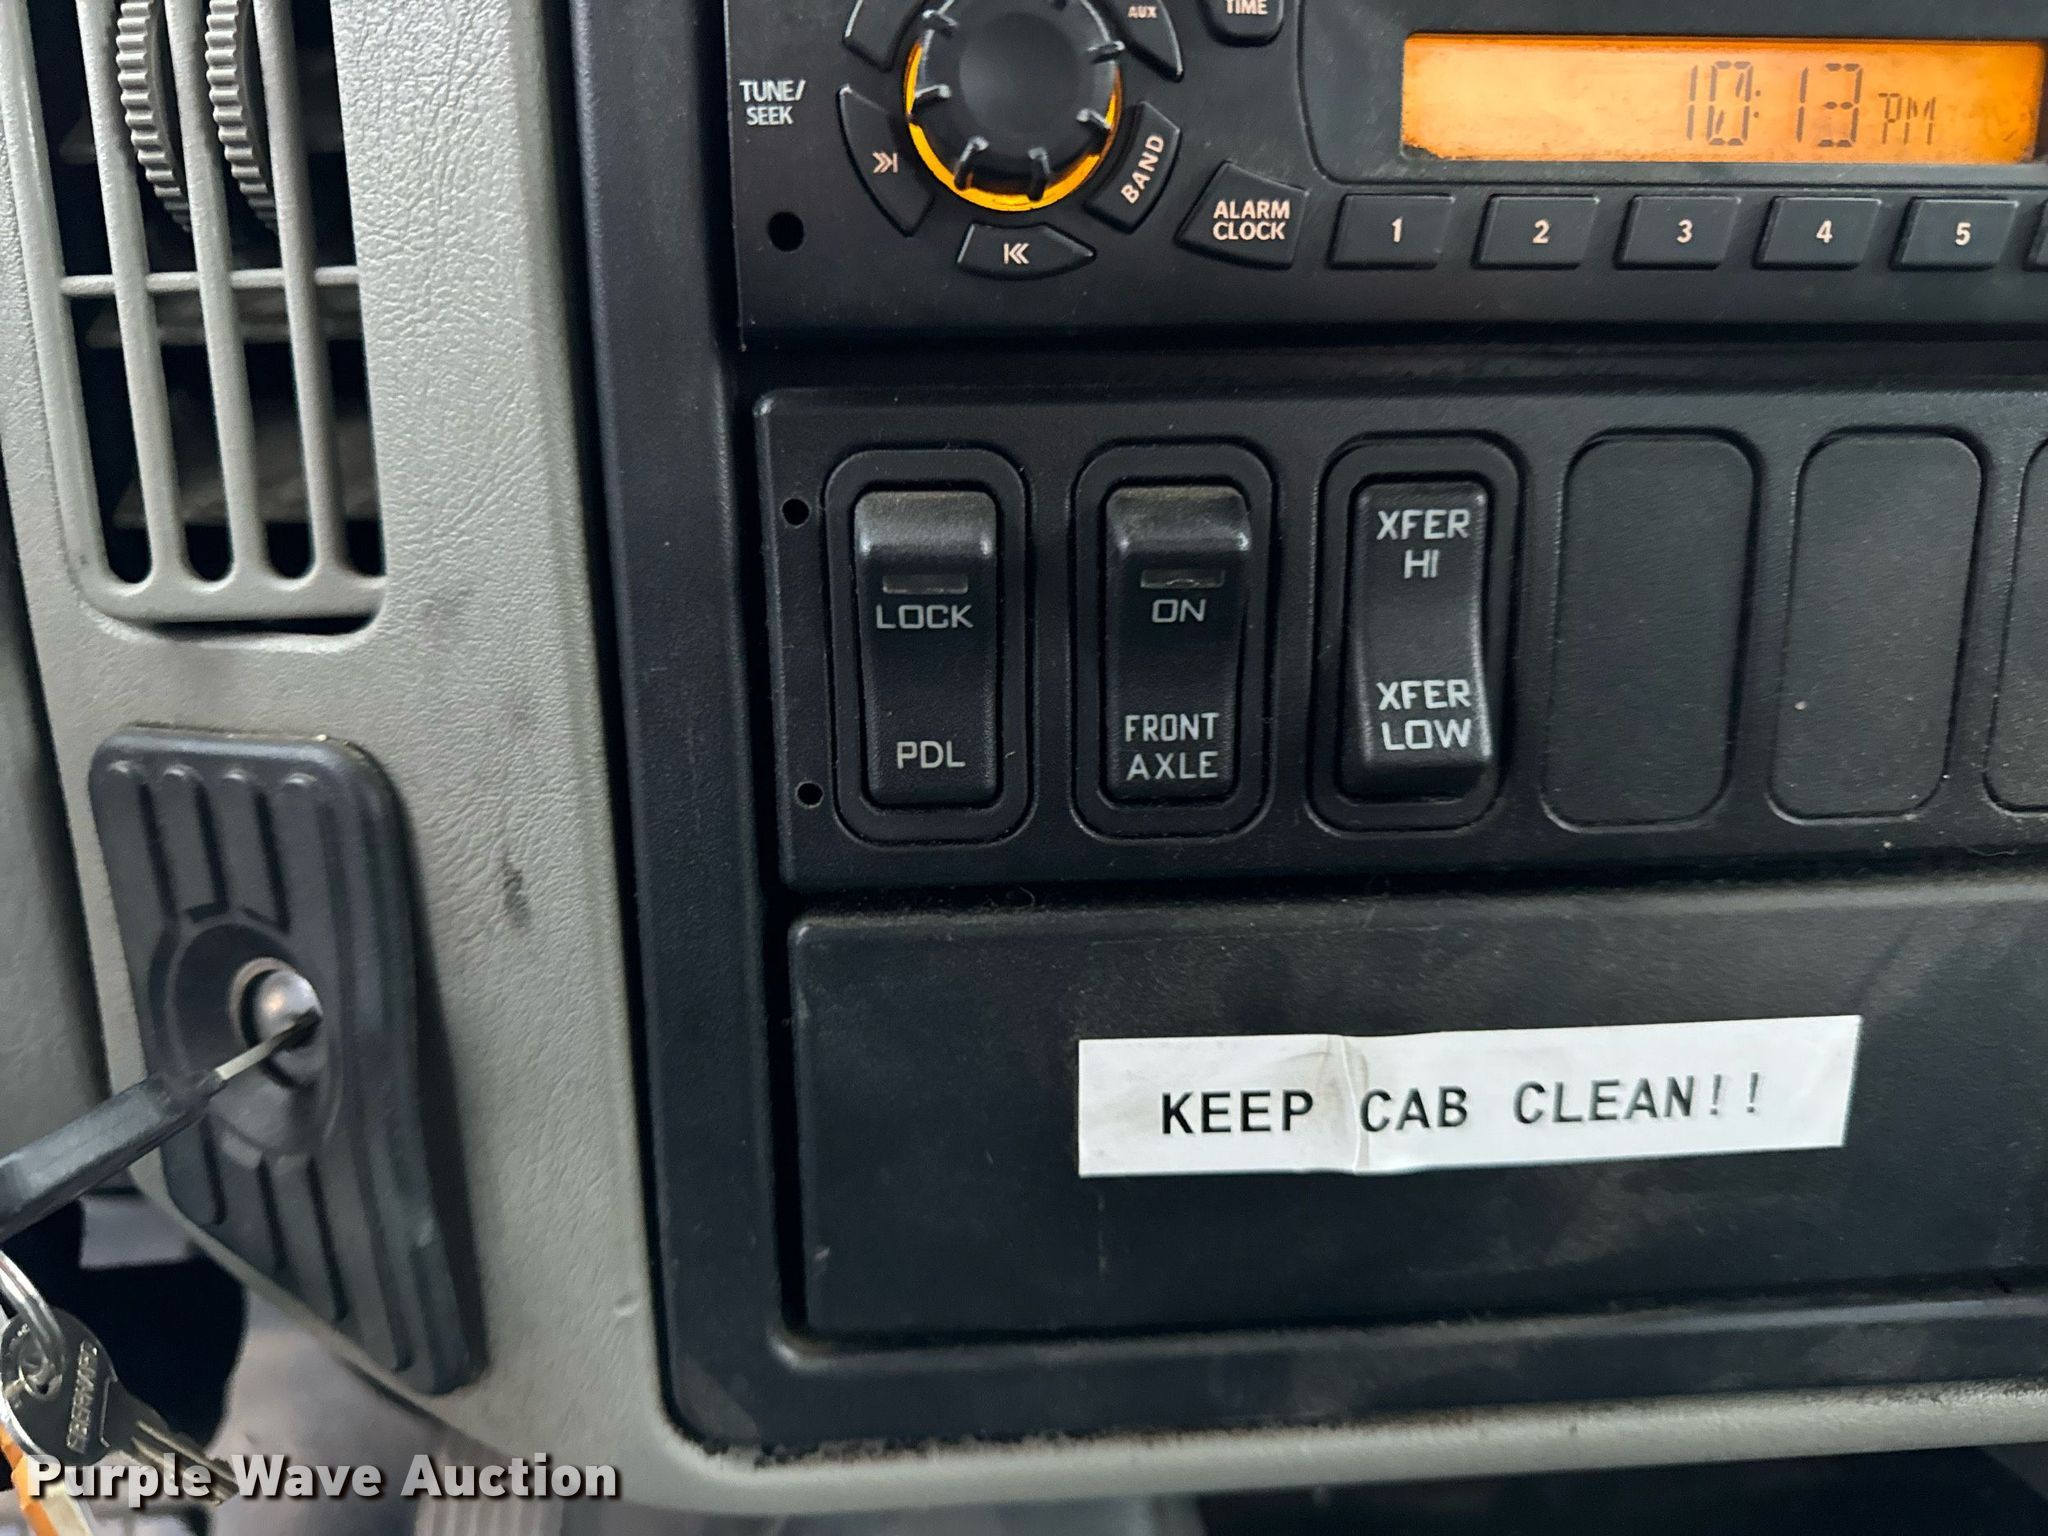 AUX
TIME
TUNE/
SEEK
10:13 PM
BAND
ALARM
CLOCK
1
2
3
4
5
LOCK
PDL
ON
FRONT
AXLE
XFER
HI
XFER
LOW
KEEP CAB CLEAN!!
Purple Wave Auction